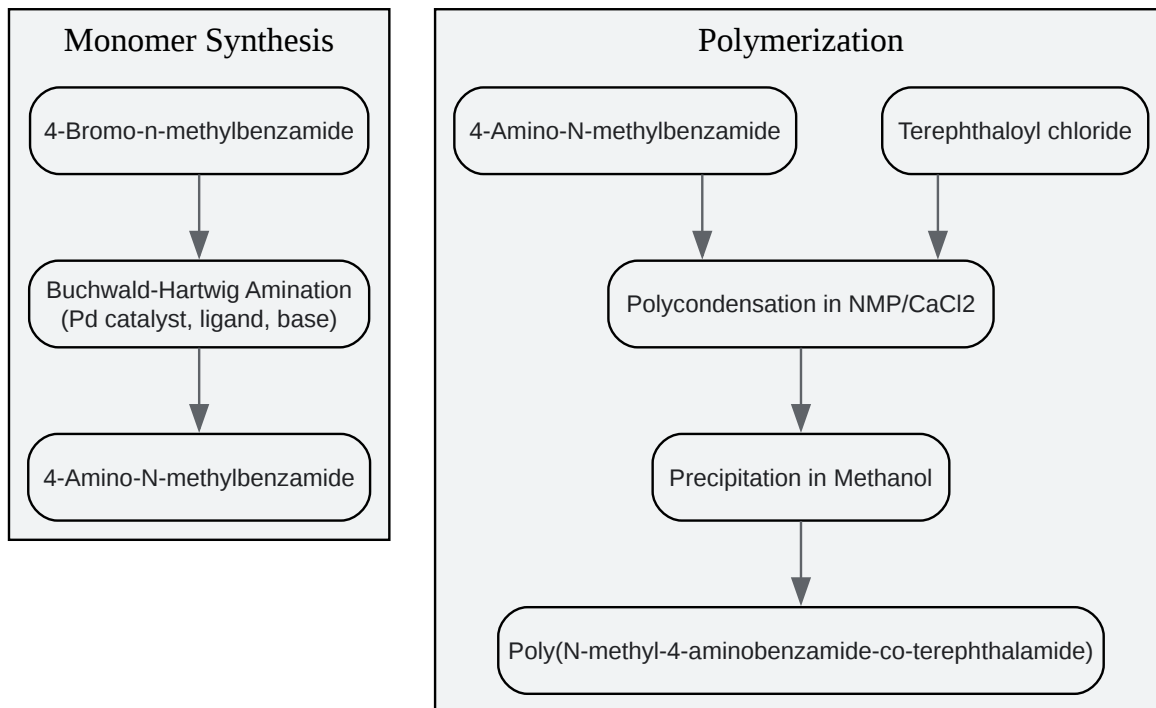 Monomer Synthesis
4-Bromo-n-methylbenzamide
Buchwald-Hartwig Amination
(Pd catalyst, ligand, base)
4-Amino-N-methylbenzamide
Polymerization
4-Amino-N-methylbenzamide
Terephthaloyl chloride
Polycondensation in NMP/CaCl2
Precipitation in Methanol
Poly(N-methyl-4-aminobenzamide-co-terephthalamide)